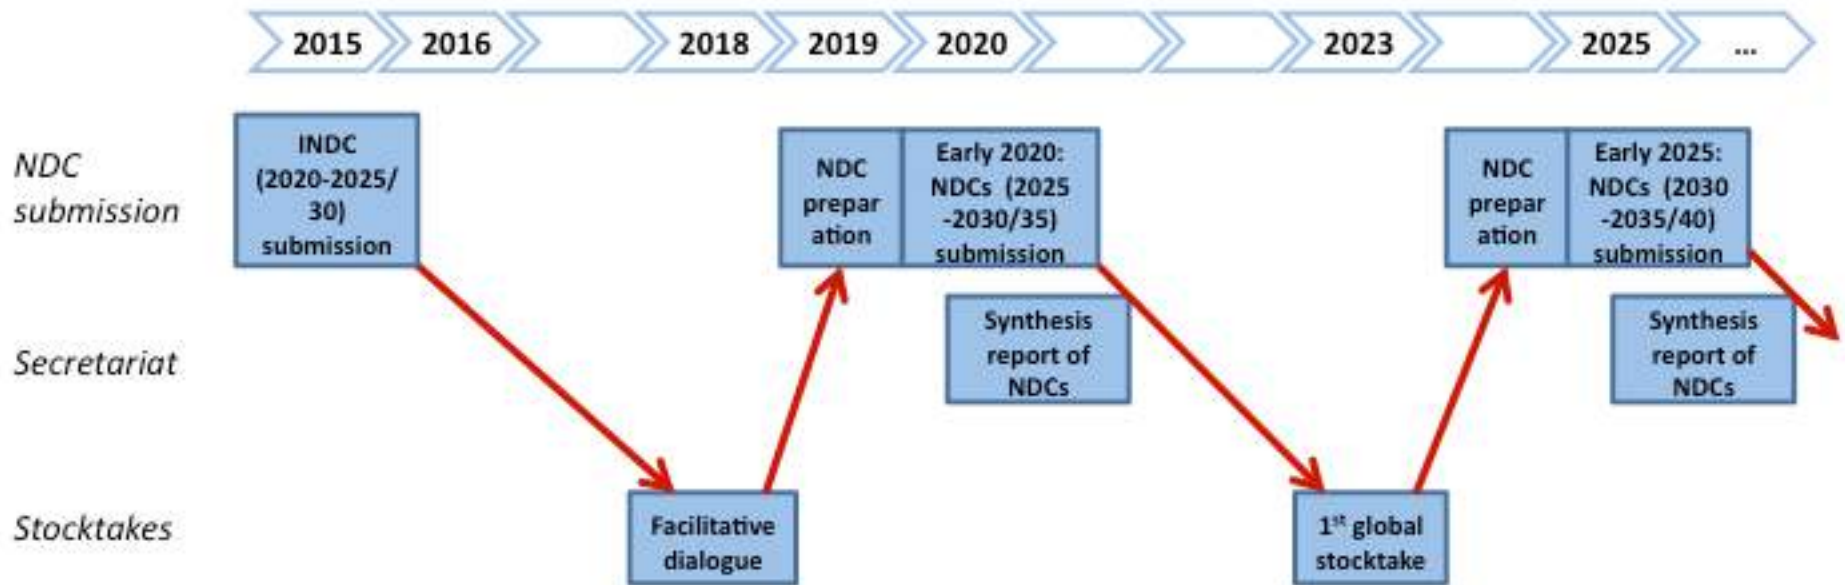 2015 2016 2018 2019 2020 2023 2025 ...
NDC
submission
INDC
(2020-2025/
30)
submission
NDC
prepar
ation
Early 2020:
NDCs (2025
-2030/35)
submission
NDC
prepar
ation
Early 2025:
NDCs (2030
-2035/40)
submission
Secretariat
Synthesis
report of
NDCs
Synthesis
report of
NDCs
Stocktakes
Facilitative
dialogue
1st global
stocktake